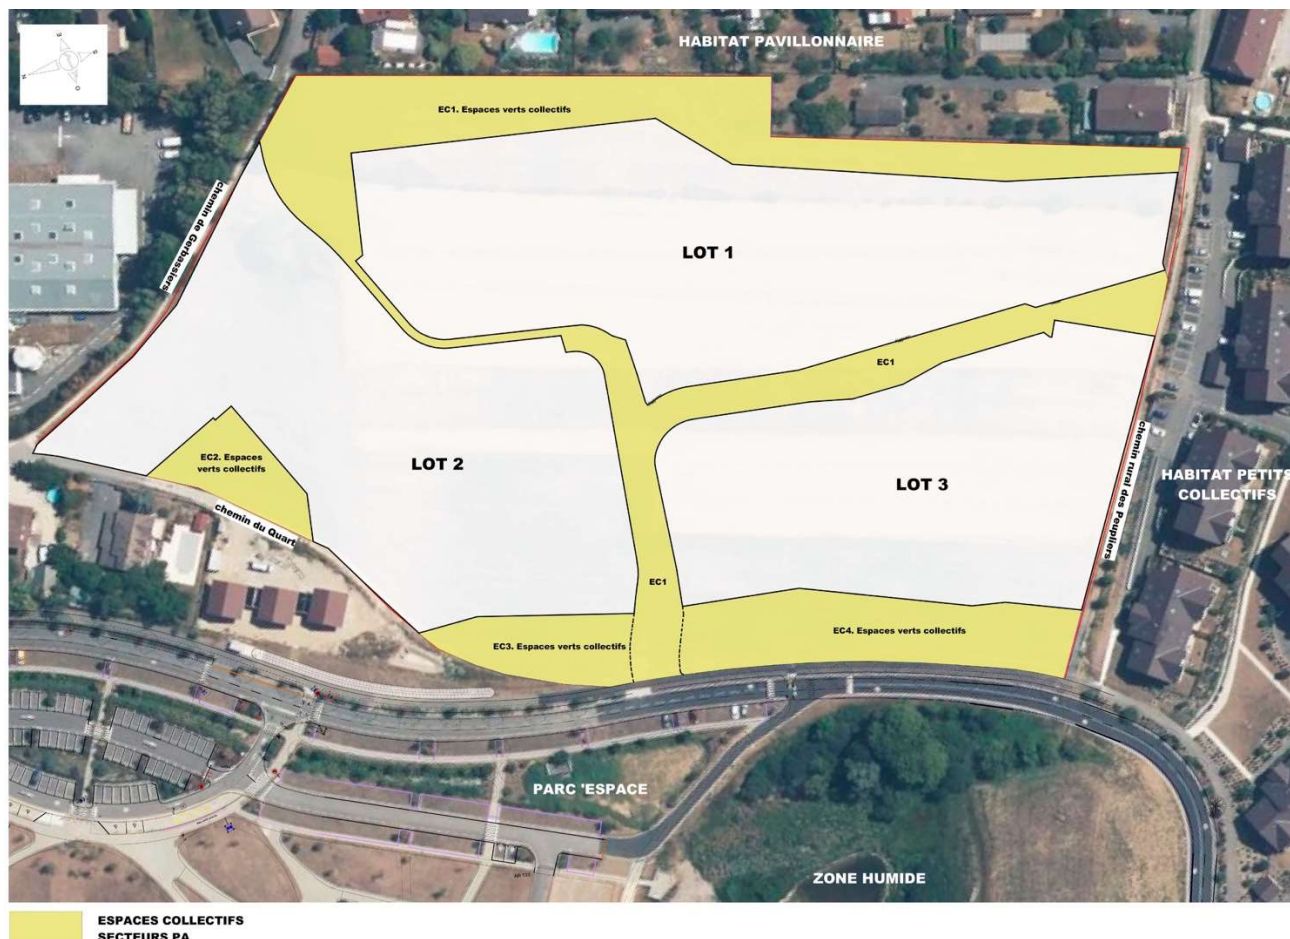 HABITAT PAVILLONNAIRE
EC1. Espaces verts collectifs
chemin de Gerbassiers
LOT 1
EC1
EC2. Espaces
verts collectifs
LOT 2
LOT 3
chemin rural des Peupliers
HABITAT PETITS
COLLECTIFS
chemin du Quart
EC1
EC3. Espaces verts collectifs
EC4. Espaces verts collectifs
PARC 'ESPACE
ZONE HUMIDE
ESPACES COLLECTIFS
SECTEURS PA